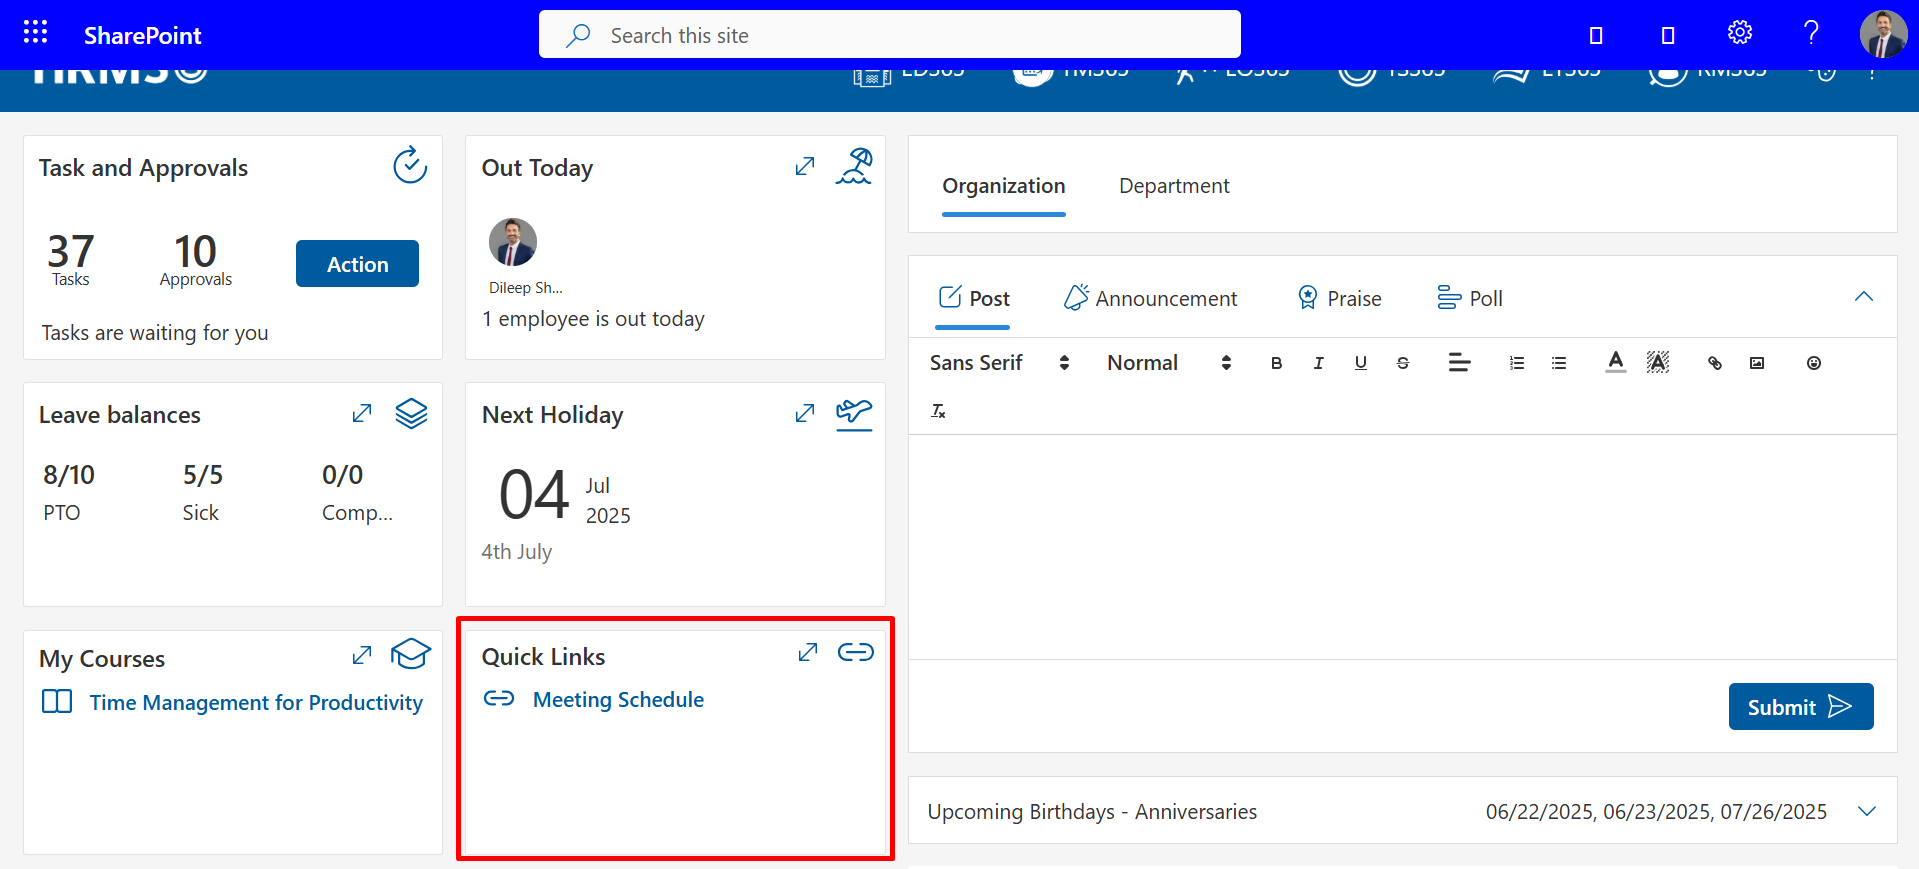 SharePoint
Search this site
Task and Approvals
37
Tasks
10
Approvals
Action
Tasks are waiting for you
Out Today
Dileep Sh...
1 employee is out today
Leave balances
8/10
PTO
5/5
Sick
0/0
Comp...
Next Holiday
04
Jul
2025
4th July
My Courses
Time Management for Productivity
Quick Links
Meeting Schedule
Organization
Department
Post
Announcement
Praise
Poll
Sans Serif
Normal
Submit
Upcoming Birthdays - Anniversaries
06/22/2025, 06/23/2025, 07/26/2025